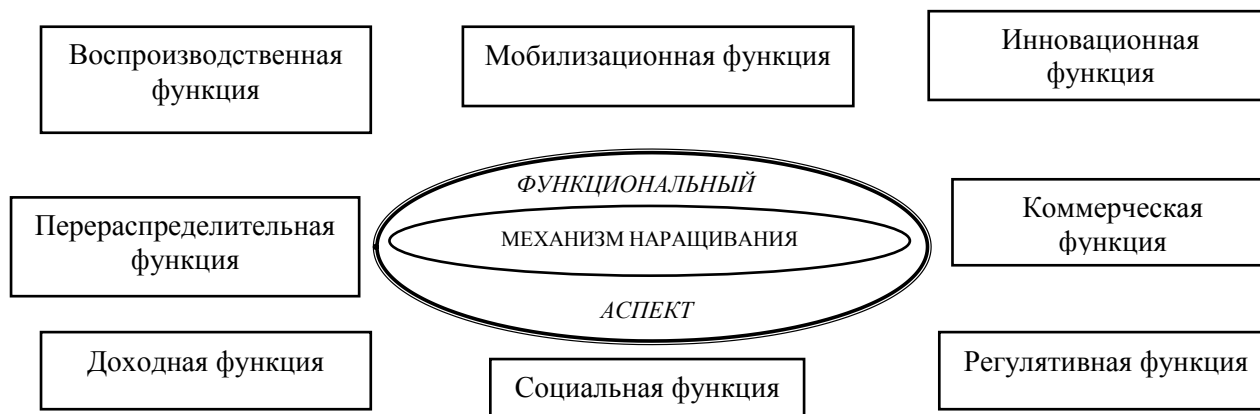 Воспроизводственная
функция
Мобилизационная функция
Инновационная
функция
ФУНКЦИОНАЛЬНЫЙ
Перераспределительная
функция
МЕХАНИЗМ НАРАЩИВАНИЯ
Коммерческая
функция
АСПЕКТ
Доходная функция
Социальная функция
Регулятивная функция